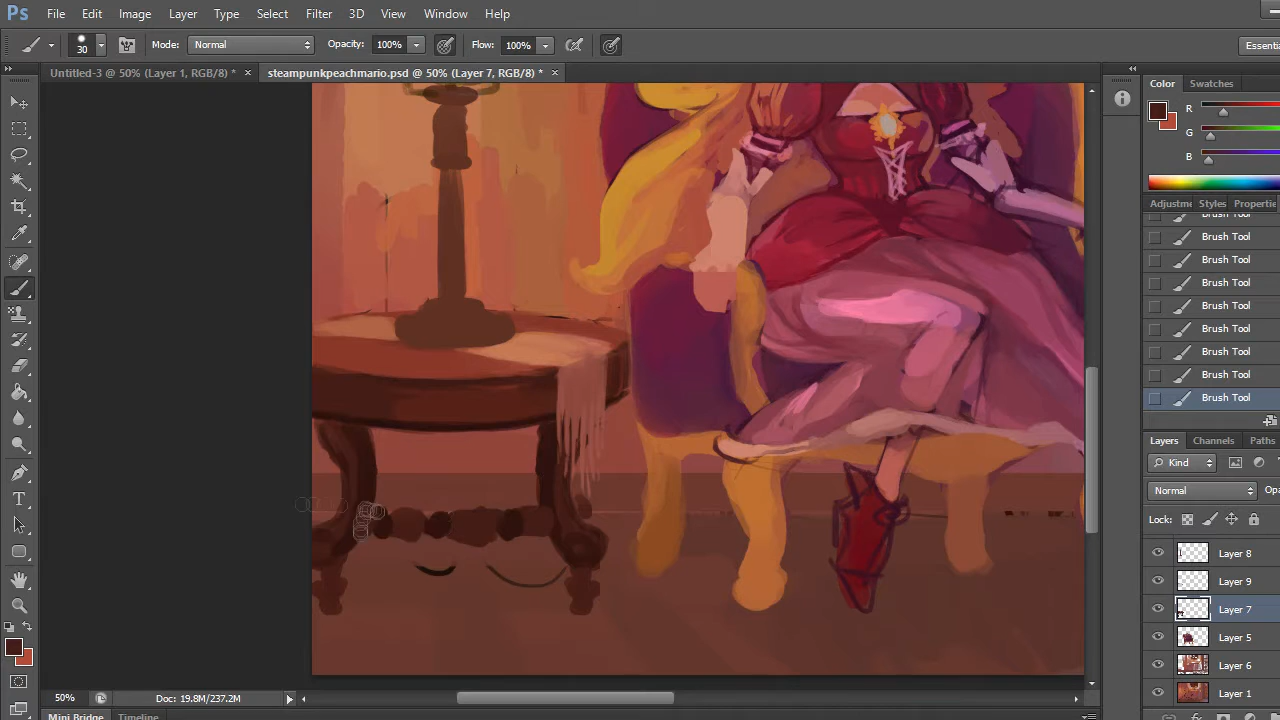 Ps File Edit Image Layer Type Select Filter 3D View Window Help
30 Mode: Normal Opacity: 100% Flow: 100% Essenti
Untitled-3 @ 50% (Layer 1, RGB/8) * × steampunkpeachmario.psd @ 50% (Layer 7, RGB/8) * ×
Color Swatches
R
G
B
Adjustme Styles Propertie
Brush Tool
Brush Tool
Brush Tool
Brush Tool
Brush Tool
Brush Tool
Brush Tool
Brush Tool
Brush Tool
Layers Channels Paths
Kind
Normal Opa
Lock:
Layer 8
Layer 9
Layer 7
Layer 5
Layer 6
Layer 1
50% Doc: 19.8M/237.2M
Mini Bridge Timeline